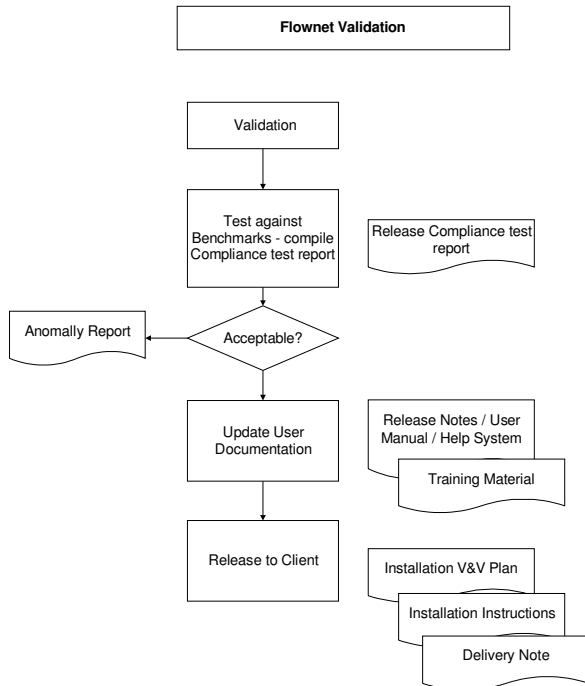 Flownet Validation
Validation
Test against
Benchmarks - compile
Compliance test report
Release Compliance test
report
Anomally Report
Acceptable?
Update User
Documentation
Release Notes / User
Manual / Help System
Training Material
Release to Client
Installation V&V Plan
Installation Instructions
Delivery Note